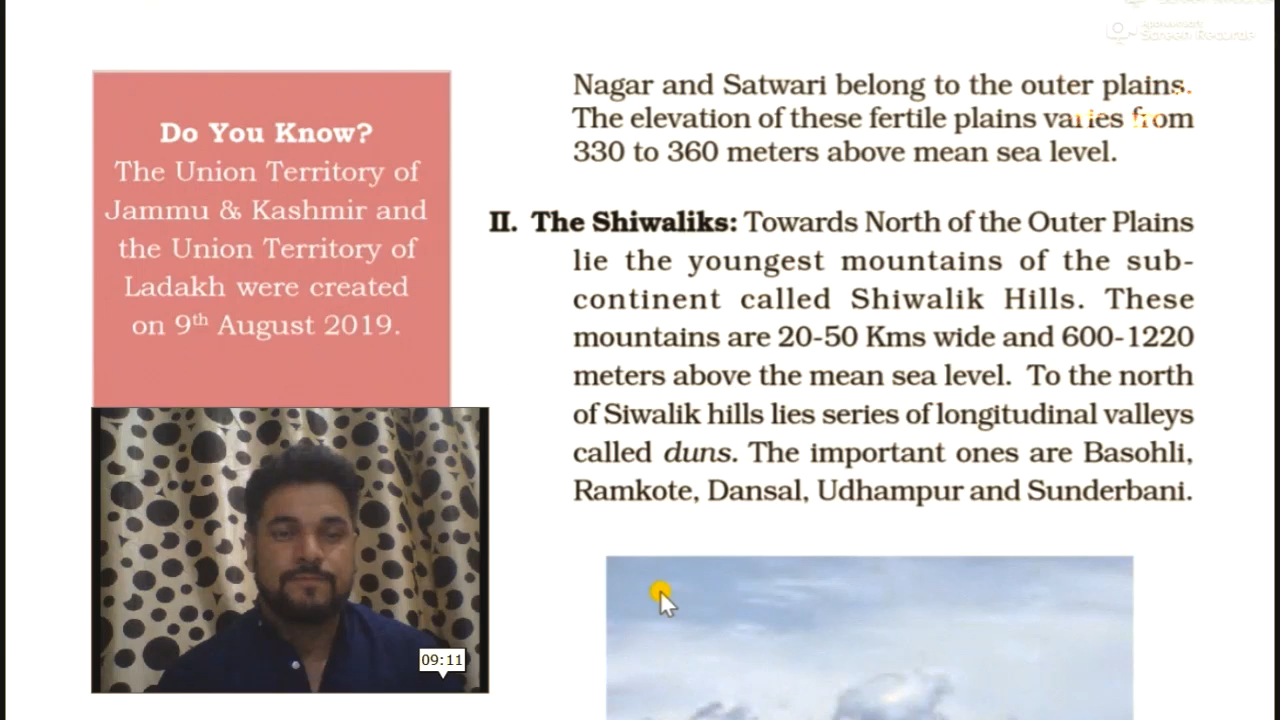 Apowersoft
Screen Recorder
Nagar and Satwari belong to the outer plains.
The elevation of these fertile plains varies from
330 to 360 meters above mean sea level.
Do You Know?
The Union Territory of
Jammu & Kashmir and
the Union Territory of
Ladakh were created
on 9th August 2019.
II. The Shiwaliks: Towards North of the Outer Plains
lie the youngest mountains of the sub-
continent called Shiwalik Hills. These
mountains are 20-50 Kms wide and 600-1220
meters above the mean sea level. To the north
of Siwalik hills lies series of longitudinal valleys
called duns. The important ones are Basohli,
Ramkote, Dansal, Udhampur and Sunderbani.
09:11